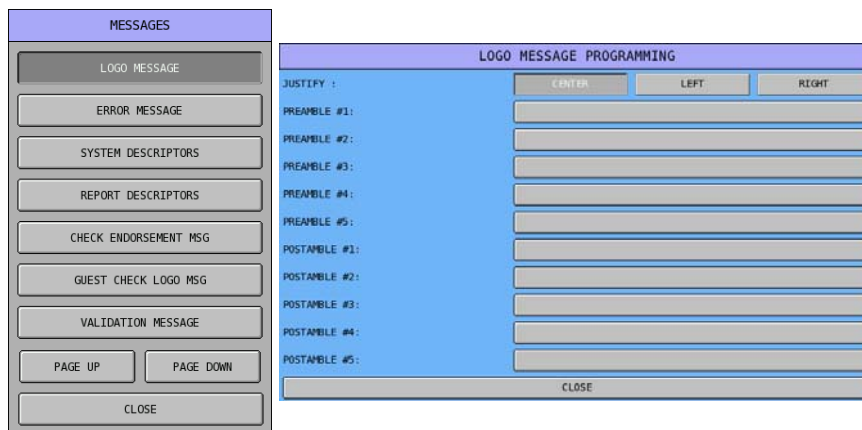 MESSAGES
LOGO MESSAGE
ERROR MESSAGE
SYSTEM DESCRIPTORS
REPORT DESCRIPTORS
CHECK ENDORSEMENT MSG
GUEST CHECK LOGO MSG
VALIDATION MESSAGE
PAGE UP PAGE DOWN
CLOSE
LOGO MESSAGE PROGRAMMING
JUSTIFY : CENTER LEFT RIGHT
PREAMBLE #1:
PREAMBLE #2:
PREAMBLE #3:
PREAMBLE #4:
PREAMBLE #5:
POSTAMBLE #1:
POSTAMBLE #2:
POSTAMBLE #3:
POSTAMBLE #4:
POSTAMBLE #5:
CLOSE